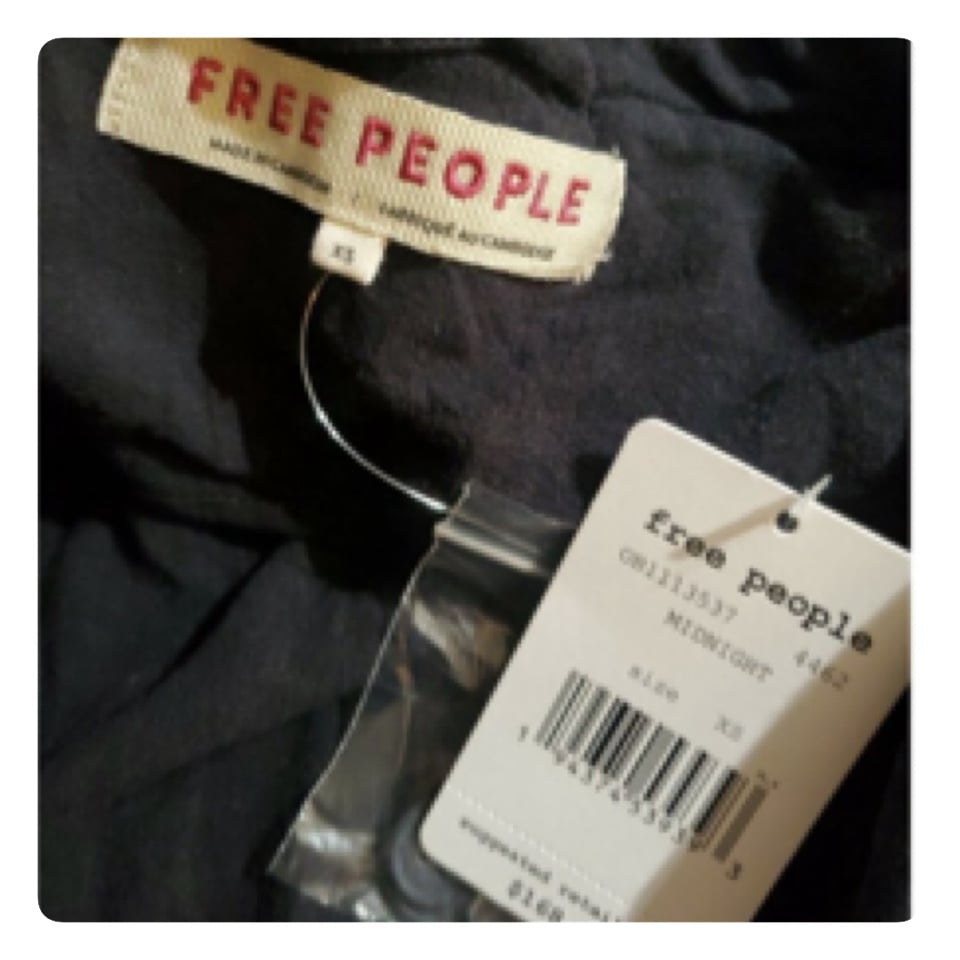 FREE PEOPLE
MADE IN CAMBODIA / FABRIQUÉ AU CAMBODGE
XS
free people
OB1113537 4462
MIDNIGHT
size XS
suggested retail
$168